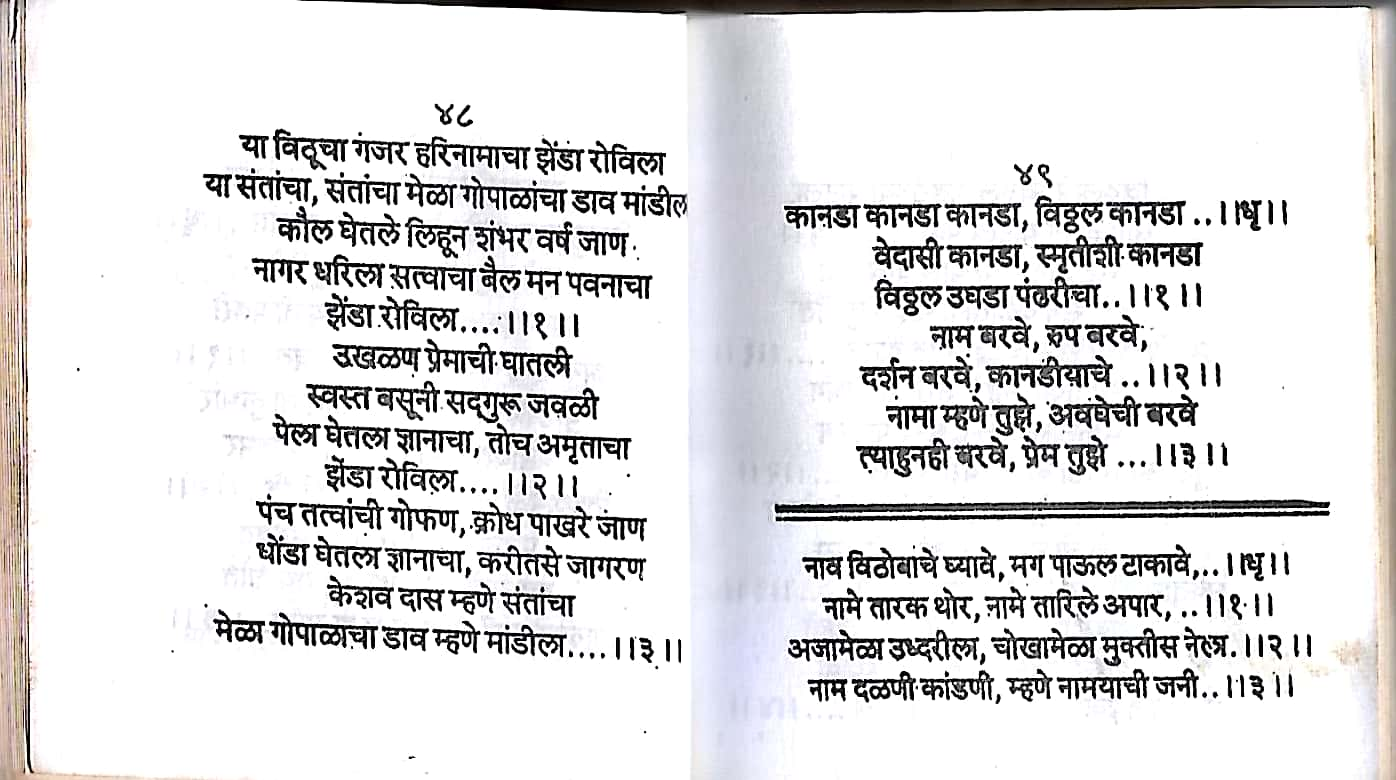 ४८
या विठूचा गंजर हरिनामाचा झेंडा रोविला
या संतांचा, संतांचा मेळा गोपाळांचा डाव मांडील
कौल घेतले लिहून शंभर वर्ष जाण
नागर धरिला सत्वाचा बैल मन पवनाचा
झेंडा रोविला....।।१।।
उखळण प्रेमाची घातली
स्वस्त बसूनी सद्‌गुरू जवळी
पेला घेतला ज्ञानाचा, तोच अमृताचा
झेंडा रोविला....।।२।।
पंच तत्वांची गोफण, क्रोध पाखरे जाण
धोंडा घेतला ज्ञानाचा, करीतसे जागरण
केशव दास म्हणे संतांचा
मेळा गोपाळाचा डाव म्हणे मांडीला....।।३।।
४९
कानडा कानडा कानडा, विठ्ठल कानडा ..।।धृ।।
वेदासी कानडा, स्मृतीशी कानडा
विठ्ठल उघडा पंढरीचा..।।१।।
नाम बरवे, रुप बरवे,
दर्शन बरवे, कानडीयाचे ..।।२।।
नामा म्हणे तुझे, अवघेची बरवे
त्याहुनही बरवे, प्रेम तुझे ...।।३।।
नाव विठोबाचे घ्यावे, मग पाऊल टाकावे,..।।धृ।।
नामे तारक थोर, नामे तारिले अपार, ..।।१।।
अजामेळा उध्दरीला, चोखामेळा मुक्तीस नेला.।।२।।
नाम दळणी कांडणी, म्हणे नामयाची जनी..।।३।।